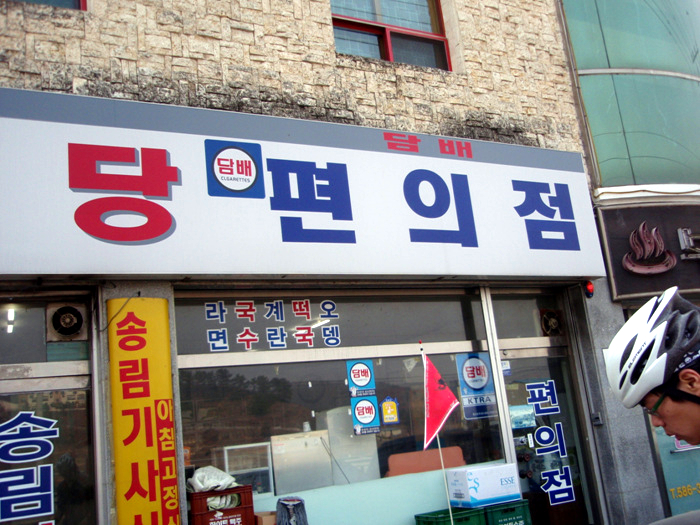 담배
당 담배 CIGARETTES 편의점
라면 국수 계란 떡국 오뎅
송림기사
아침고정
송림
담배
담배
담배
KTRA
편의점
ESSE